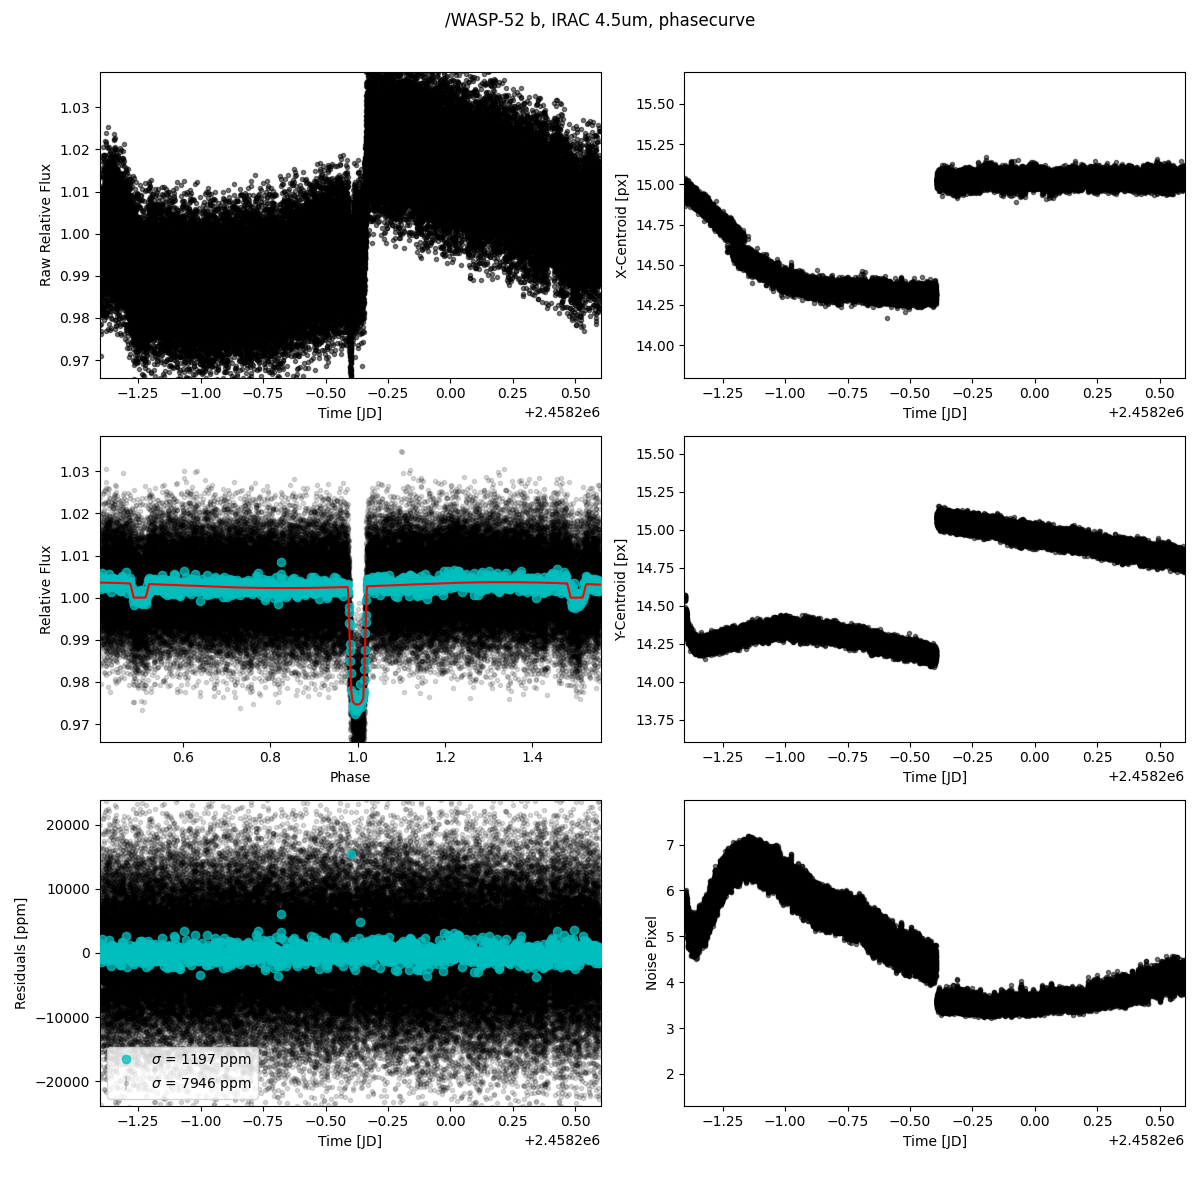 /WASP-52 b, IRAC 4.5um, phasecurve
1.03
1.02
1.01
1.00
0.99
0.98
0.97
Raw Relative Flux
−1.25 −1.00 −0.75 −0.50 −0.25 0.00 0.25 0.50
Time [JD]
+2.4582e6
15.50
15.25
15.00
14.75
14.50
14.25
14.00
X-Centroid [px]
−1.25 −1.00 −0.75 −0.50 −0.25 0.00 0.25 0.50
Time [JD]
+2.4582e6
1.03
1.02
1.01
1.00
0.99
0.98
0.97
Relative Flux
0.6 0.8 1.0 1.2 1.4
Phase
15.50
15.25
15.00
14.75
14.50
14.25
14.00
13.75
Y-Centroid [px]
−1.25 −1.00 −0.75 −0.50 −0.25 0.00 0.25 0.50
Time [JD]
+2.4582e6
20000
10000
0
−10000
−20000
Residuals [ppm]
σ = 1197 ppm
σ = 7946 ppm
−1.25 −1.00 −0.75 −0.50 −0.25 0.00 0.25 0.50
Time [JD]
+2.4582e6
7
6
5
4
3
2
Noise Pixel
−1.25 −1.00 −0.75 −0.50 −0.25 0.00 0.25 0.50
Time [JD]
+2.4582e6